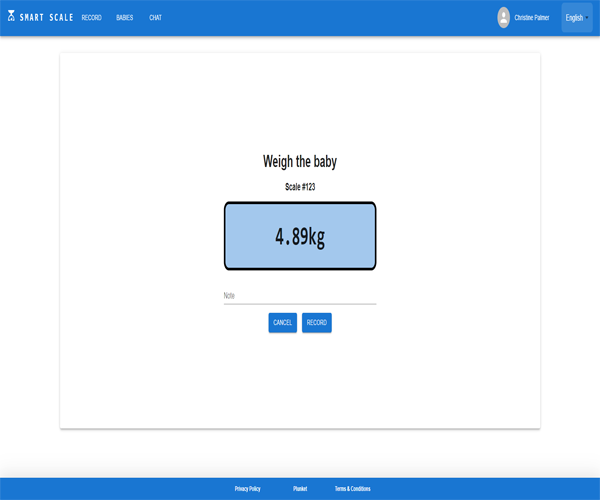 SMART SCALE RECORD BABIES CHAT Christine Palmer English
Weigh the baby
Scale #123
4.89kg
Note
CANCEL RECORD
Privacy Policy Plunket Terms & Conditions